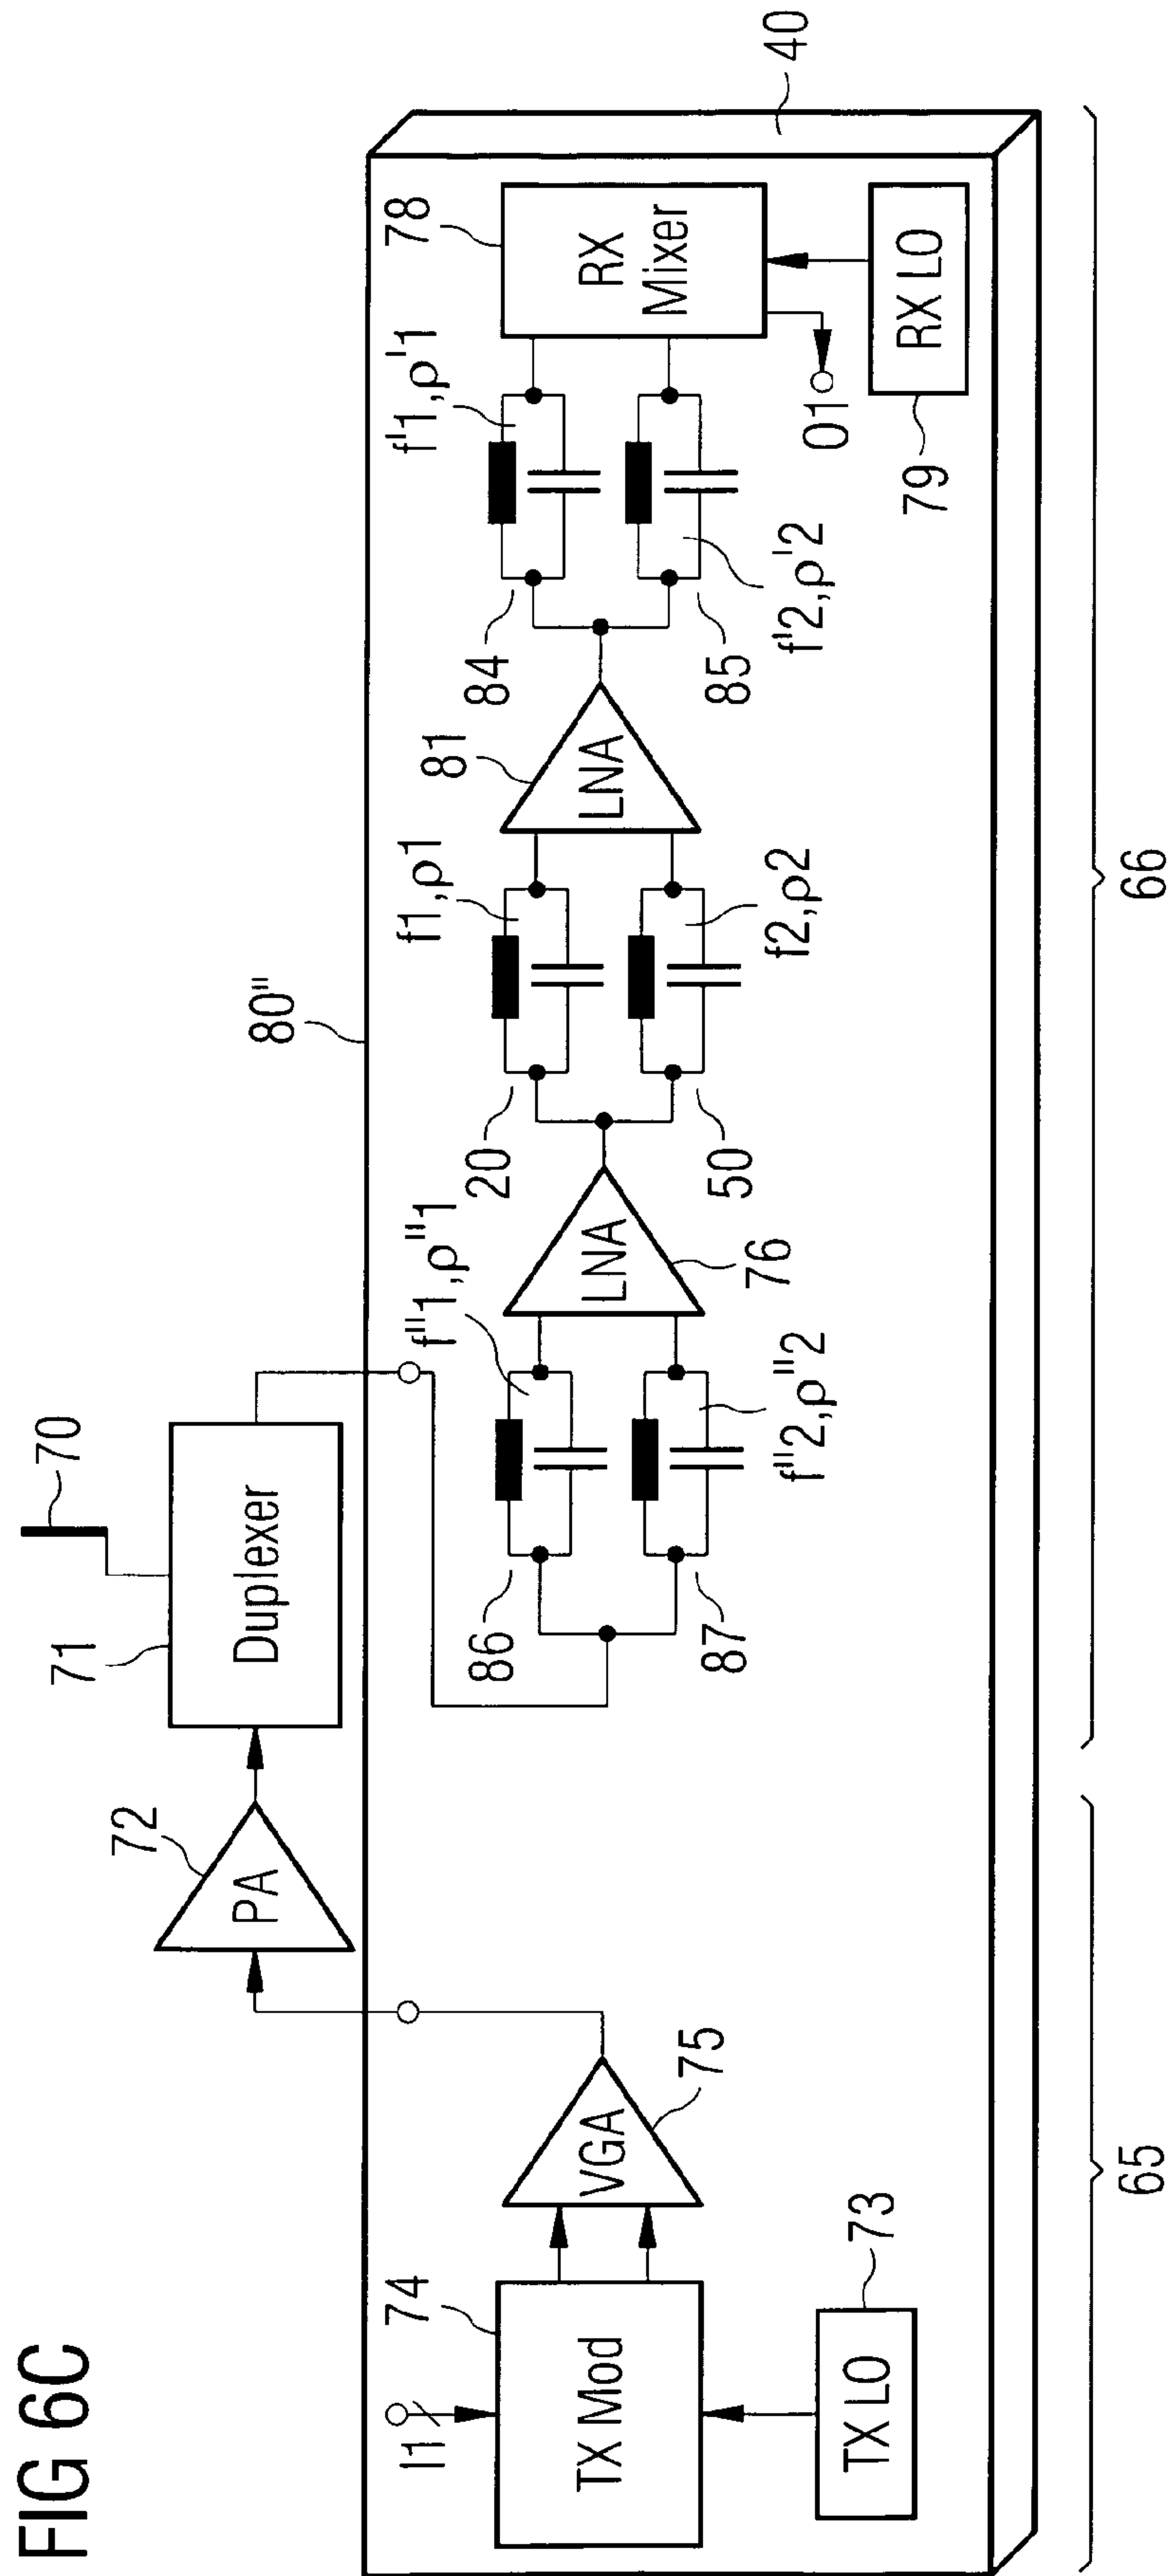 FIG 6C
70
71
Duplexer
72
PA
80"
40
I1
74
TX Mod
VGA
75
TX LO
73
86
f"1,ρ"1
87
f"2,ρ"2
LNA
76
20
f1,ρ1
50
f2,ρ2
LNA
81
84
f'1,ρ'1
85
f'2,ρ'2
78
RX
Mixer
O1
RX LO
79
65
66